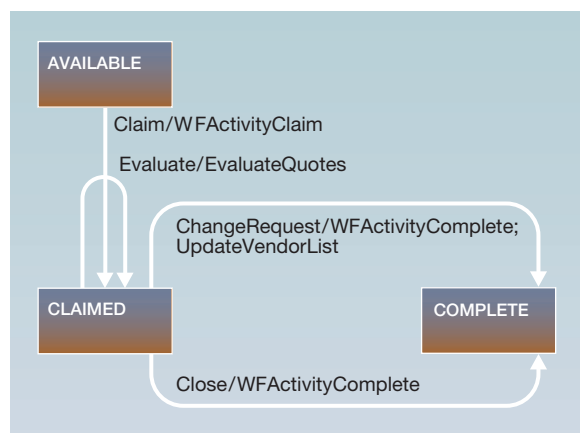 AVAILABLE
Claim/WFActivityClaim
Evaluate/EvaluateQuotes
ChangeRequest/WFActivityComplete;
UpdateVendorList
CLAIMED
COMPLETE
Close/WFActivityComplete